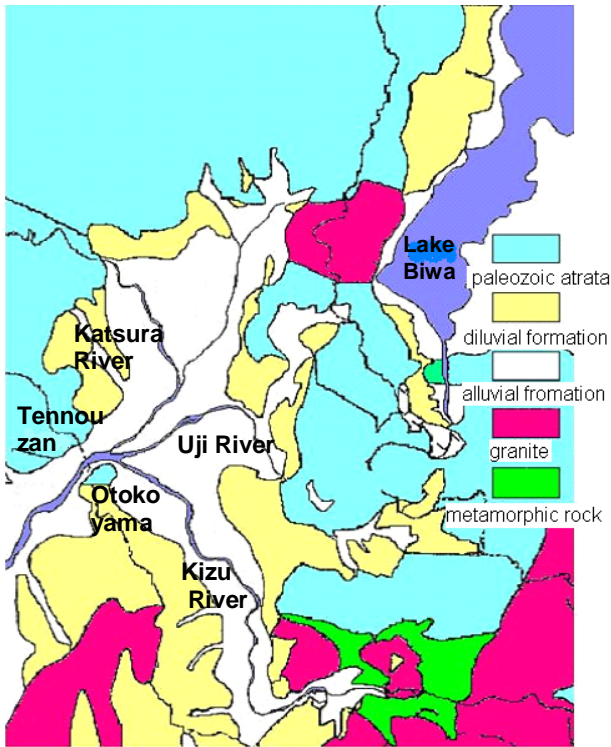 Lake
Biwa
paleozoic atrata
diluvial formation
Katsura
River
alluvial fromation
Tennou
zan
Uji River
granite
Otoko
yama
metamorphic rock
Kizu
River